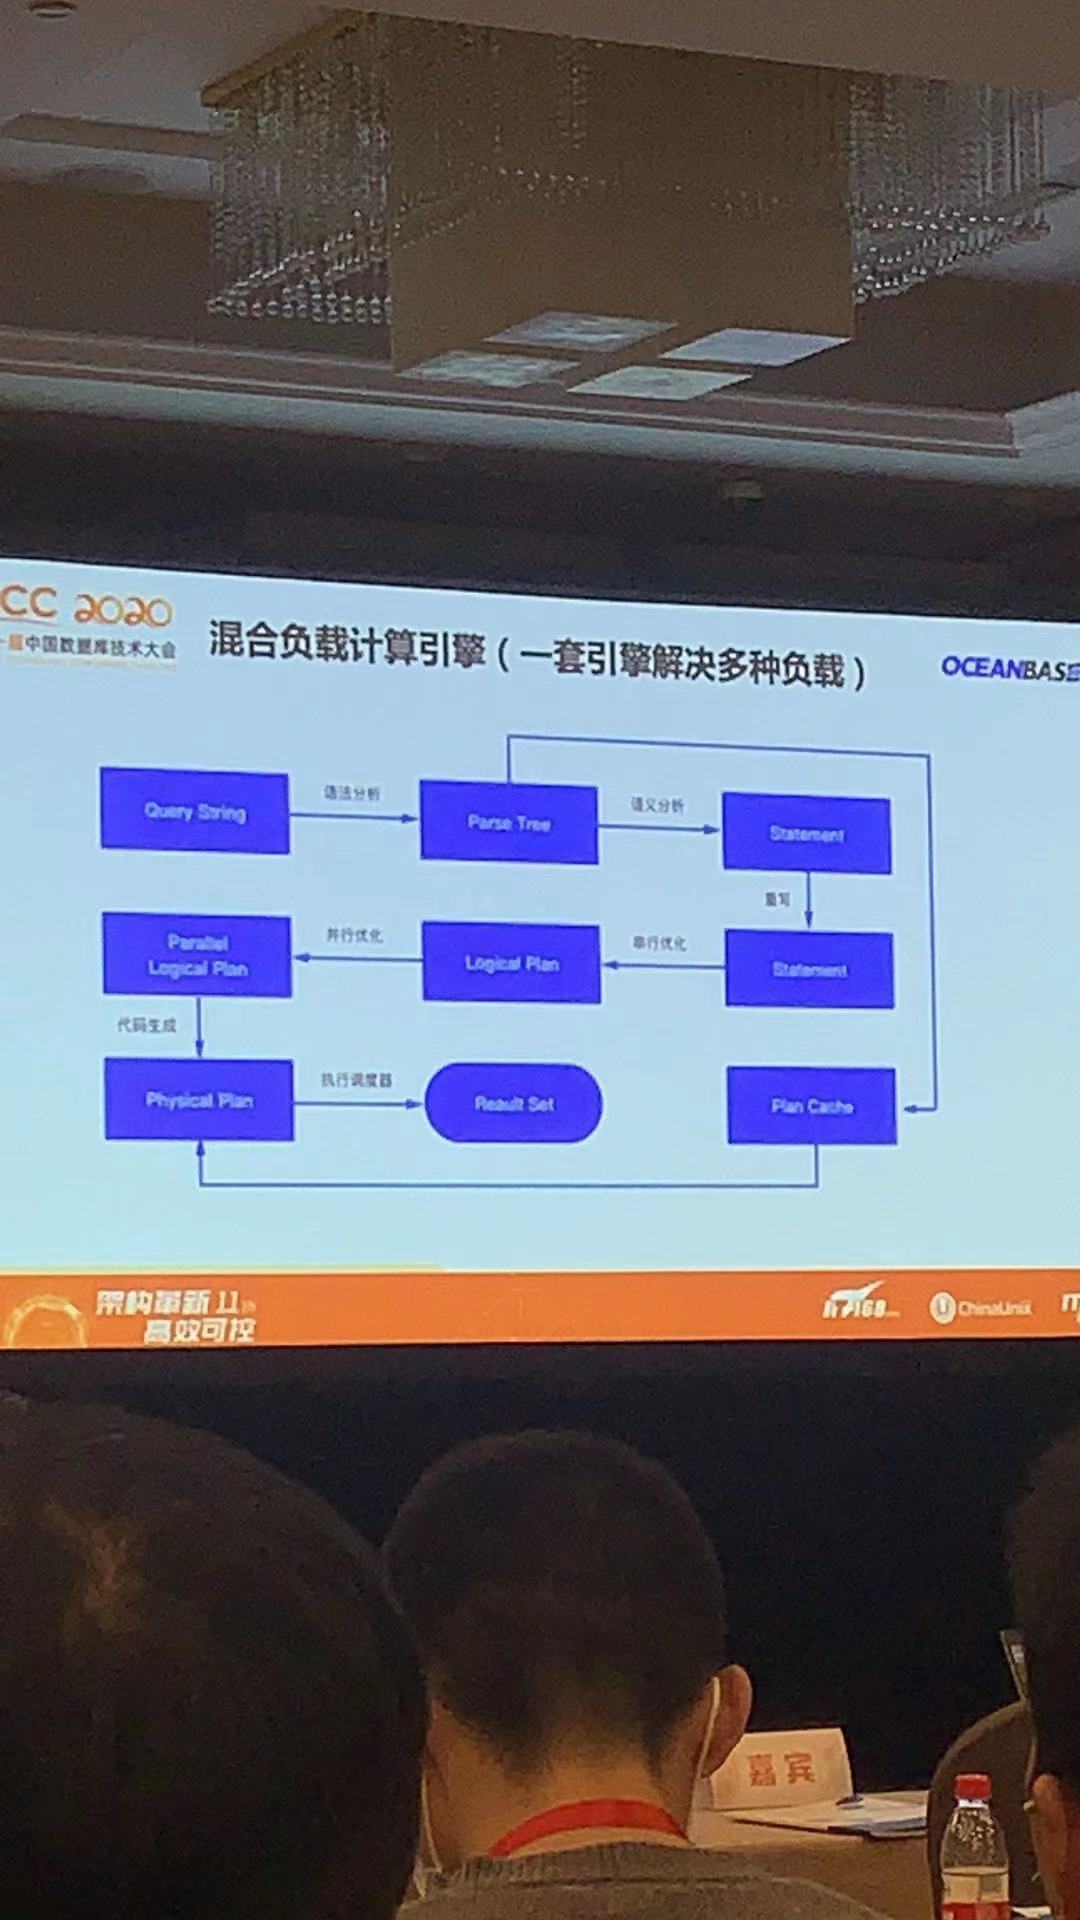 CC 2020
一届中国数据库技术大会
混合负载计算引擎(一套引擎解决多种负载)
OCEANBASE
Query String
语法分析
Parse Tree
语义分析
Statement
重写
Parallel
Logical Plan
并行优化
Logical Plan
串行优化
Statement
代码生成
Physical Plan
执行调度器
Result Set
Plan Cache
架构革新 11th
高效可控
ITPUB
ChinaUnix
嘉宾